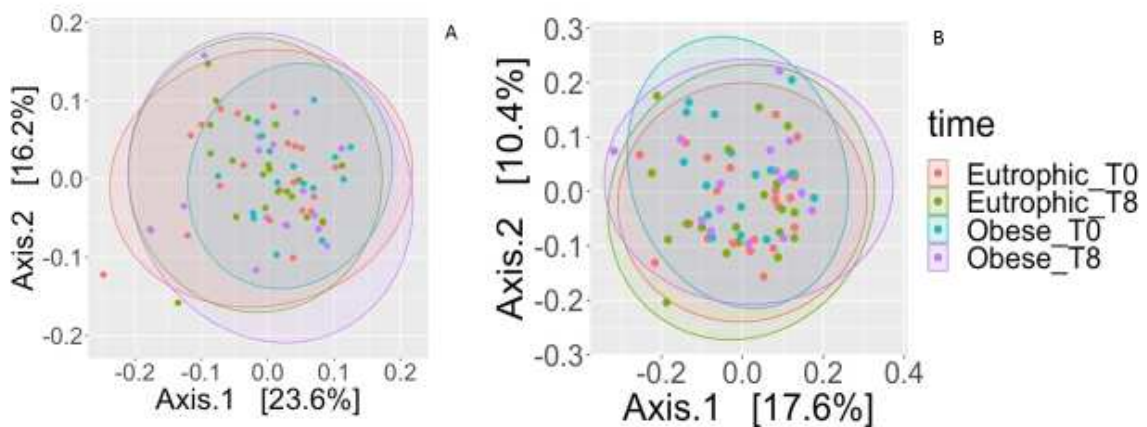 A
0.2
0.1
0.0
-0.1
-0.2
Axis.2 [16.2%]
-0.2 -0.1 0.0 0.1 0.2
Axis.1 [23.6%]
B
0.3
0.2
0.1
0.0
-0.1
-0.2
-0.3
Axis.2 [10.4%]
-0.2 0.0 0.2 0.4
Axis.1 [17.6%]
time
Eutrophic_T0
Eutrophic_T8
Obese_T0
Obese_T8